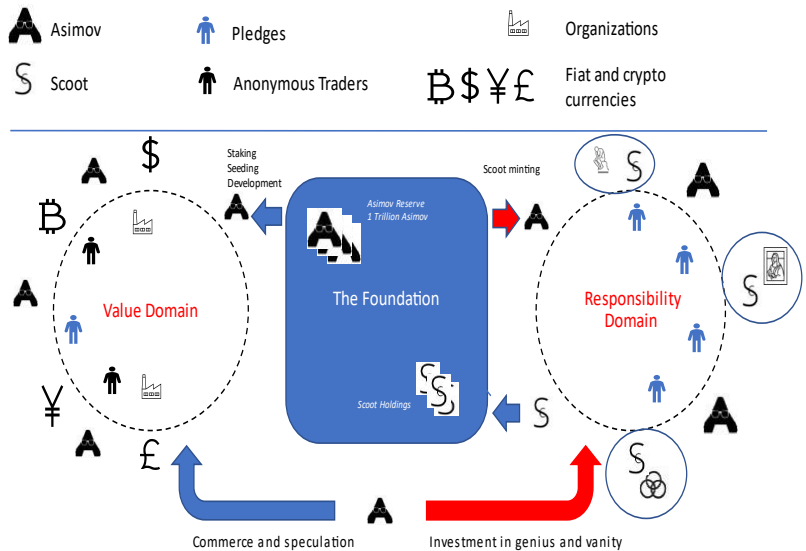 Asimov
Pledges
Organizations
Scoot
Anonymous Traders
₿ $ ¥ £
Fiat and crypto
currencies
$
Staking
Seeding
Development
Scoot minting
Asimov Reserve
1 Trillion Asimov
₿
Value Domain
The Foundation
Responsibility
Domain
Scoot Holdings
¥
£
Commerce and speculation
Investment in genius and vanity